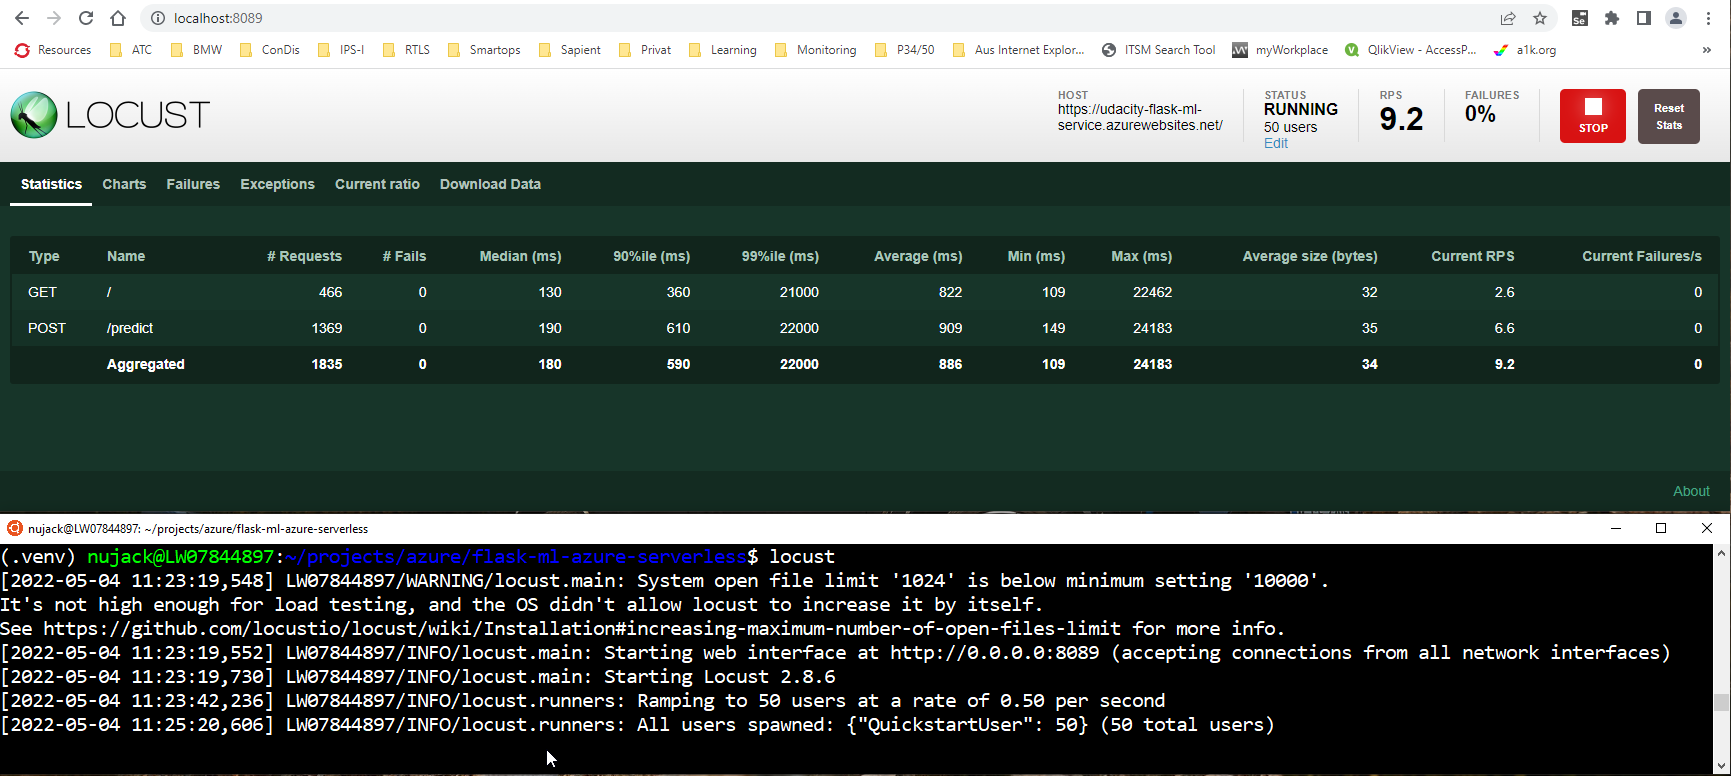 localhost:8089
Resources ATC BMW ConDis IPS-I RTLS Smartops Sapient Privat Learning Monitoring P34/50 Aus Internet Explor... ITSM Search Tool myWorkplace QlikView - AccessP... a1k.org »
LOCUST
HOST
https://udacity-flask-ml-
service.azurewebsites.net/
STATUS
RUNNING
50 users
Edit
RPS
9.2
FAILURES
0%
STOP
Reset
Stats
Statistics Charts Failures Exceptions Current ratio Download Data
Type Name # Requests # Fails Median (ms) 90%ile (ms) 99%ile (ms) Average (ms) Min (ms) Max (ms) Average size (bytes) Current RPS Current Failures/s
GET / 466 0 130 360 21000 822 109 22462 32 2.6 0
POST /predict 1369 0 190 610 22000 909 149 24183 35 6.6 0
Aggregated 1835 0 180 590 22000 886 109 24183 34 9.2 0
About
nujack@LW07844897: ~/projects/azure/flask-ml-azure-serverless
(.venv) nujack@LW07844897:~/projects/azure/flask-ml-azure-serverless$ locust
[2022-05-04 11:23:19,548] LW07844897/WARNING/locust.main: System open file limit '1024' is below minimum setting '10000'.
It's not high enough for load testing, and the OS didn't allow locust to increase it by itself.
See https://github.com/locustio/locust/wiki/Installation#increasing-maximum-number-of-open-files-limit for more info.
[2022-05-04 11:23:19,552] LW07844897/INFO/locust.main: Starting web interface at http://0.0.0.0:8089 (accepting connections from all network interfaces)
[2022-05-04 11:23:19,730] LW07844897/INFO/locust.main: Starting Locust 2.8.6
[2022-05-04 11:23:42,236] LW07844897/INFO/locust.runners: Ramping to 50 users at a rate of 0.50 per second
[2022-05-04 11:25:20,606] LW07844897/INFO/locust.runners: All users spawned: {"QuickstartUser": 50} (50 total users)